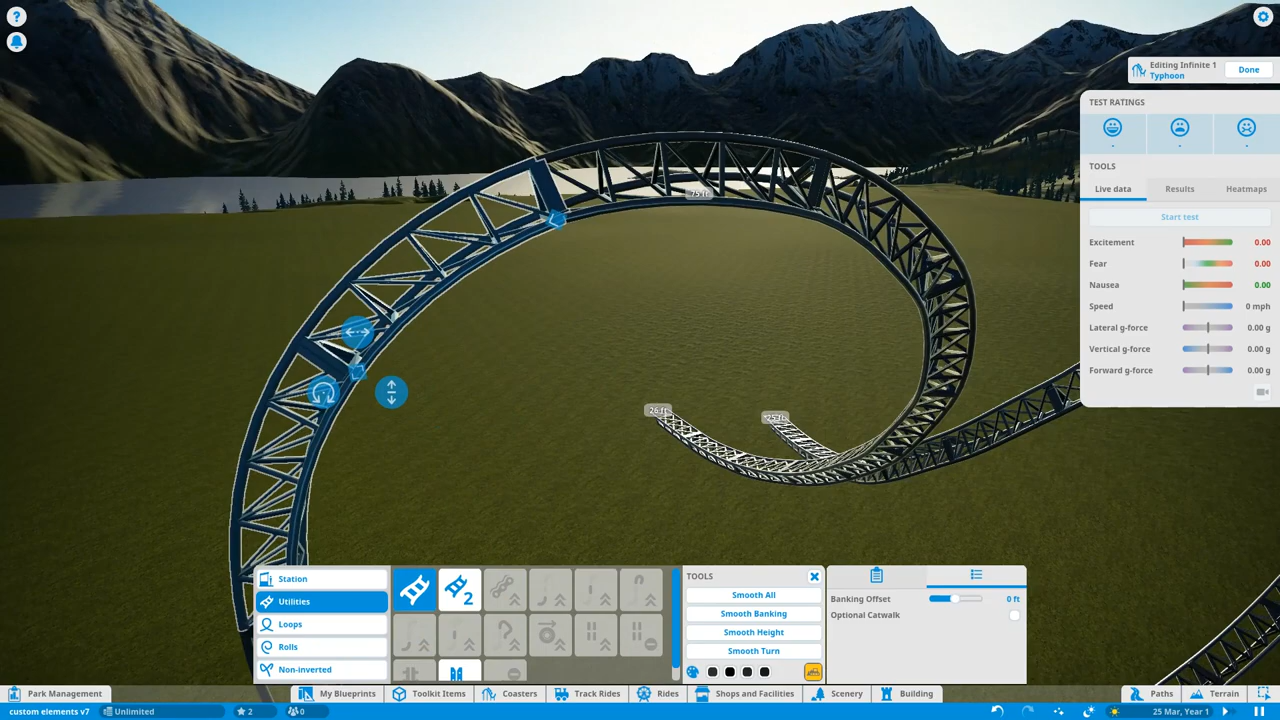 ?
Editing Infinite 1
Typhoon
Done
TEST RATINGS
-
-
-
TOOLS
Live data
Results
Heatmaps
Start test
Excitement
0.00
Fear
0.00
Nausea
0.00
Speed
0 mph
Lateral g-force
0.00 g
Vertical g-force
0.00 g
Forward g-force
0.00 g
75 ft
26 ft
25 ft
Station
Utilities
Loops
Rolls
Non-inverted
2
TOOLS
Smooth All
Smooth Banking
Smooth Height
Smooth Turn
Banking Offset
0 ft
Optional Catwalk
Park Management
My Blueprints
Toolkit Items
Coasters
Track Rides
Rides
Shops and Facilities
Scenery
Building
Paths
Terrain
custom elements v7
Unlimited
2
0
25 Mar, Year 1